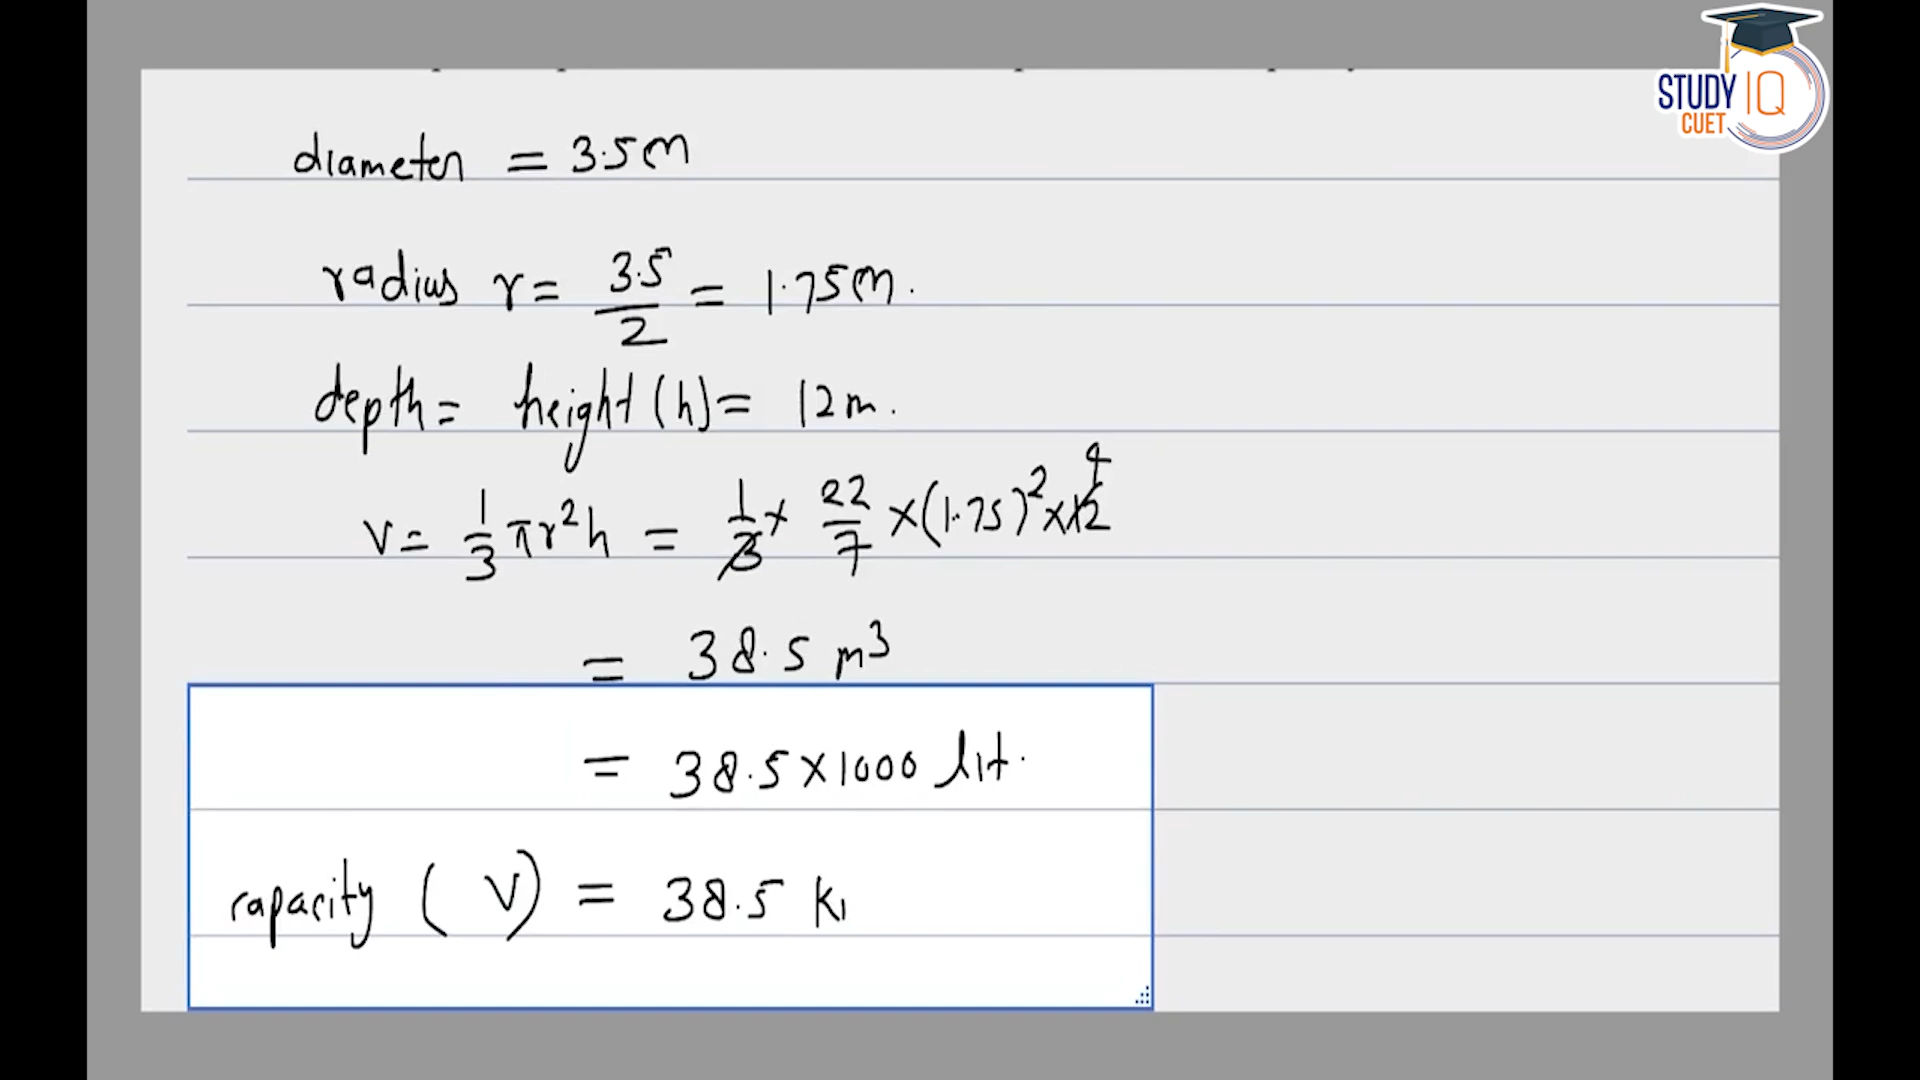 STUDY IQ
CUET
diameter = 3.5m
radius r = 3.5/2 = 1.75m.
depth = height (h) = 12m.
V = 1/3 πr²h = 1/3 × 22/7 × (1.75)² × 12 4
= 38.5 m³
= 38.5 × 1000 lit.
capacity (V) = 38.5 kl